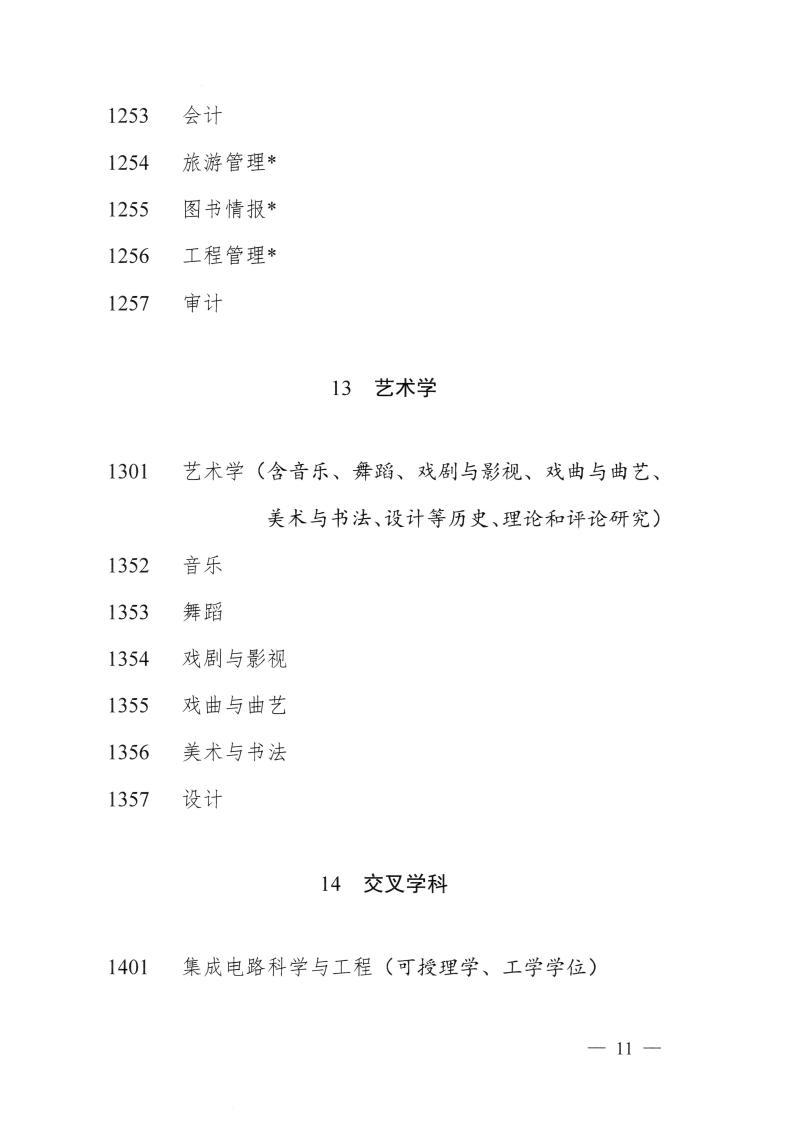 1253 会计
1254 旅游管理*
1255 图书情报*
1256 工程管理*
1257 审计
13 艺术学
1301 艺术学（含音乐、舞蹈、戏剧与影视、戏曲与曲艺、
美术与书法、设计等历史、理论和评论研究）
1352 音乐
1353 舞蹈
1354 戏剧与影视
1355 戏曲与曲艺
1356 美术与书法
1357 设计
14 交叉学科
1401 集成电路科学与工程（可授理学、工学学位）
— 11 —